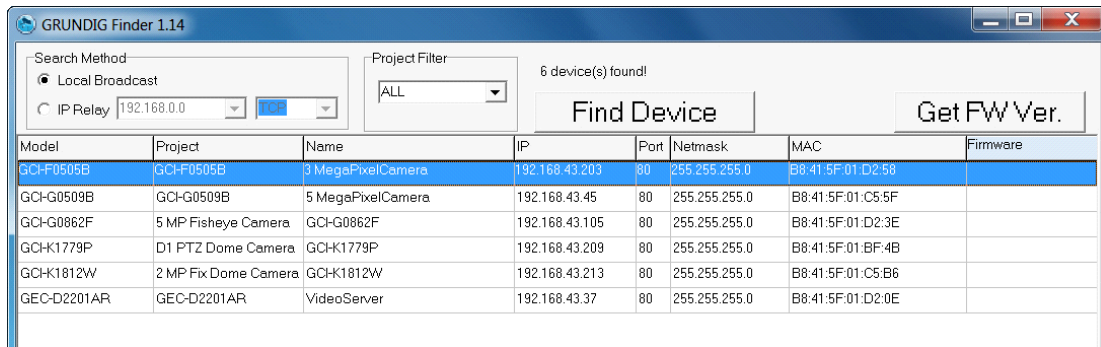 GRUNDIG Finder 1.14
Search Method
Local Broadcast
IP Relay 192.168.0.0 TCP
Project Filter
ALL
6 device(s) found!
Find Device
Get FW Ver.
Model Project Name IP Port Netmask MAC Firmware
GCI-F0505B GCI-F0505B 3 MegaPixelCamera 192.168.43.203 80 255.255.255.0 B8:41:5F:01:D2:58
GCI-G0509B GCI-G0509B 5 MegaPixelCamera 192.168.43.45 80 255.255.255.0 B8:41:5F:01:C5:5F
GCI-G0862F 5 MP Fisheye Camera GCI-G0862F 192.168.43.105 80 255.255.255.0 B8:41:5F:01:D2:3E
GCI-K1779P D1 PTZ Dome Camera GCI-K1779P 192.168.43.209 80 255.255.255.0 B8:41:5F:01:BF:4B
GCI-K1812W 2 MP Fix Dome Camera GCI-K1812W 192.168.43.213 80 255.255.255.0 B8:41:5F:01:C5:B6
GEC-D2201AR GEC-D2201AR VideoServer 192.168.43.37 80 255.255.255.0 B8:41:5F:01:D2:0E